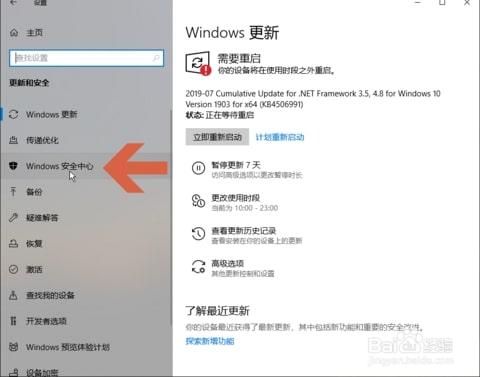 设置
主页
查找设置
更新和安全
Windows 更新
传递优化
Windows 安全中心
备份
疑难解答
恢复
激活
查找我的设备
开发者选项
Windows 预览体验计划
设备加密
Windows 更新
需要重启
你的设备将在使用时段之外重启。
2019-07 Cumulative Update for .NET Framework 3.5, 4.8 for Windows 10
Version 1903 for x64 (KB4506991)
状态: 正在等待重启
立即重新启动 计划重新启动
暂停更新 7 天
访问高级选项以更改暂停时长
更改使用时段
当前为 10:00 - 23:00
查看更新历史记录
查看安装在你的设备上的更新
高级选项
其他更新控制和设置
了解最近更新
你的设备最近获得了最新更新，其中包括新功能和重要的安全改进。
探索新增功能
Baidu 经验
jingyan.baidu.com